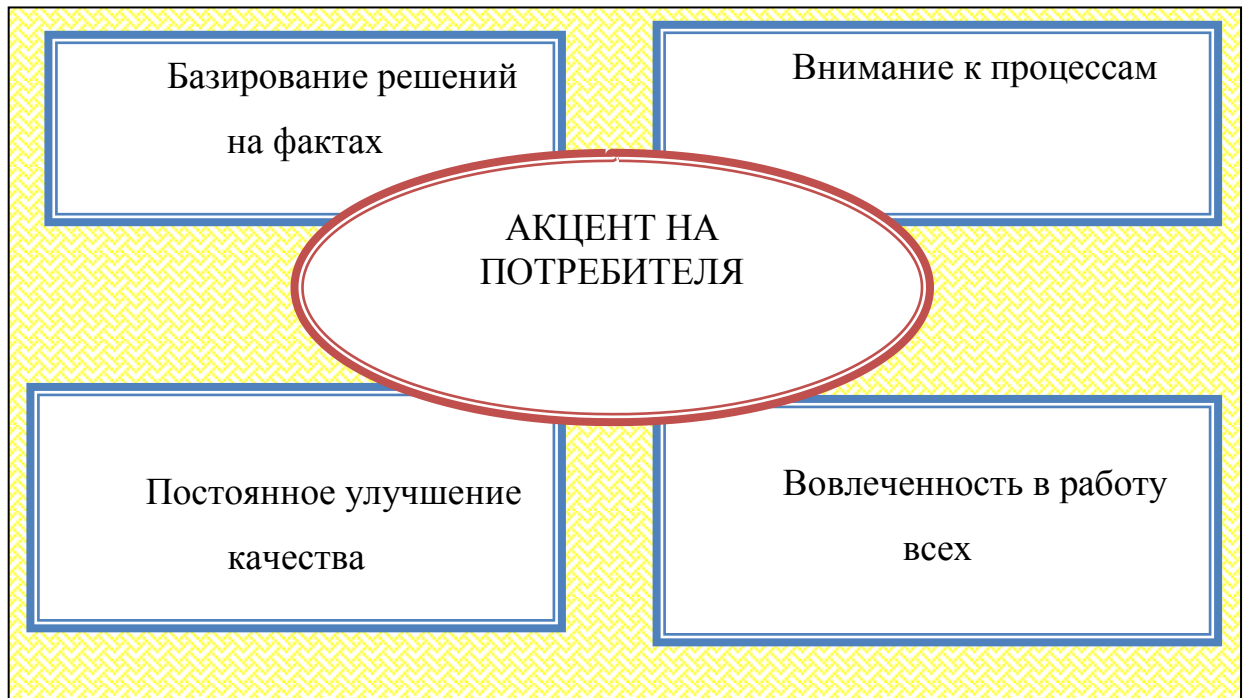 Базирование решений
на фактах
Внимание к процессам
АКЦЕНТ НА
ПОТРЕБИТЕЛЯ
Постоянное улучшение
качества
Вовлеченность в работу
всех